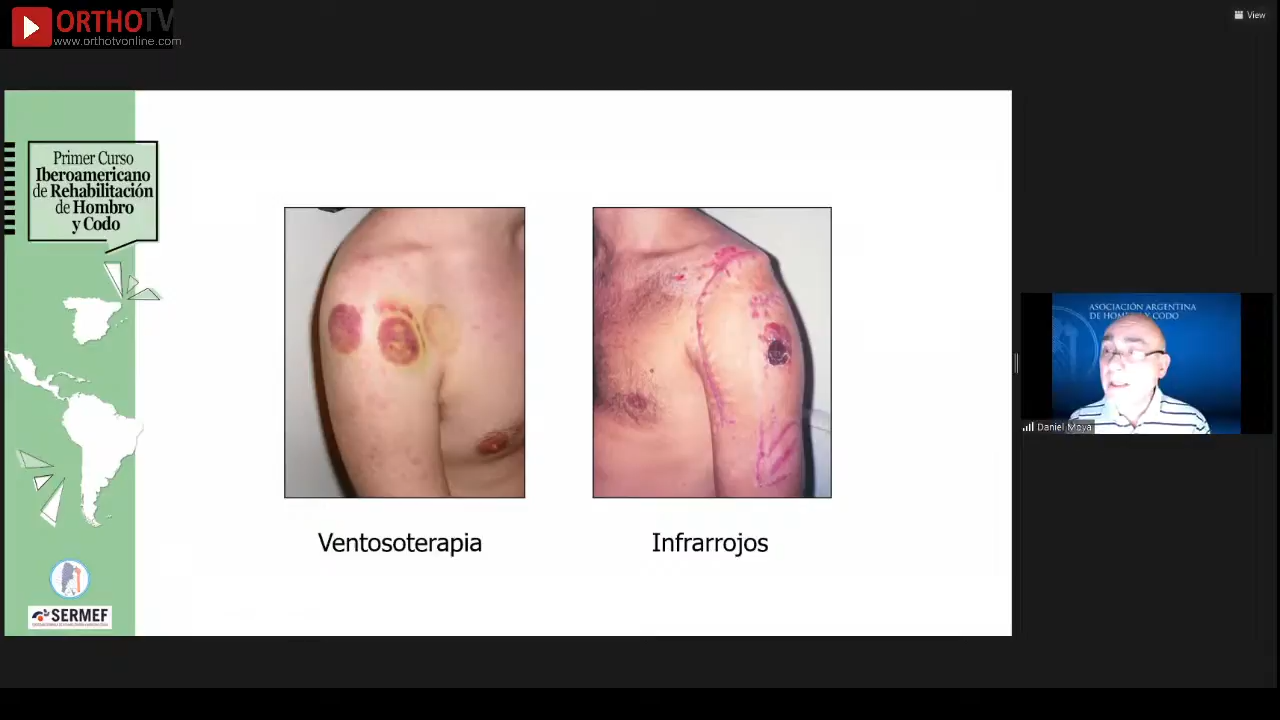 ORTHOTV
www.orthotvonline.com
View
Primer Curso
Iberoamericano
de Rehabilitación
de Hombro
y Codo
ASOCIACIÓN ARGENTINA
DE HOMBRO Y CODO
Daniel Moya
Ventosoterapia
Infrarrojos
SERMEF